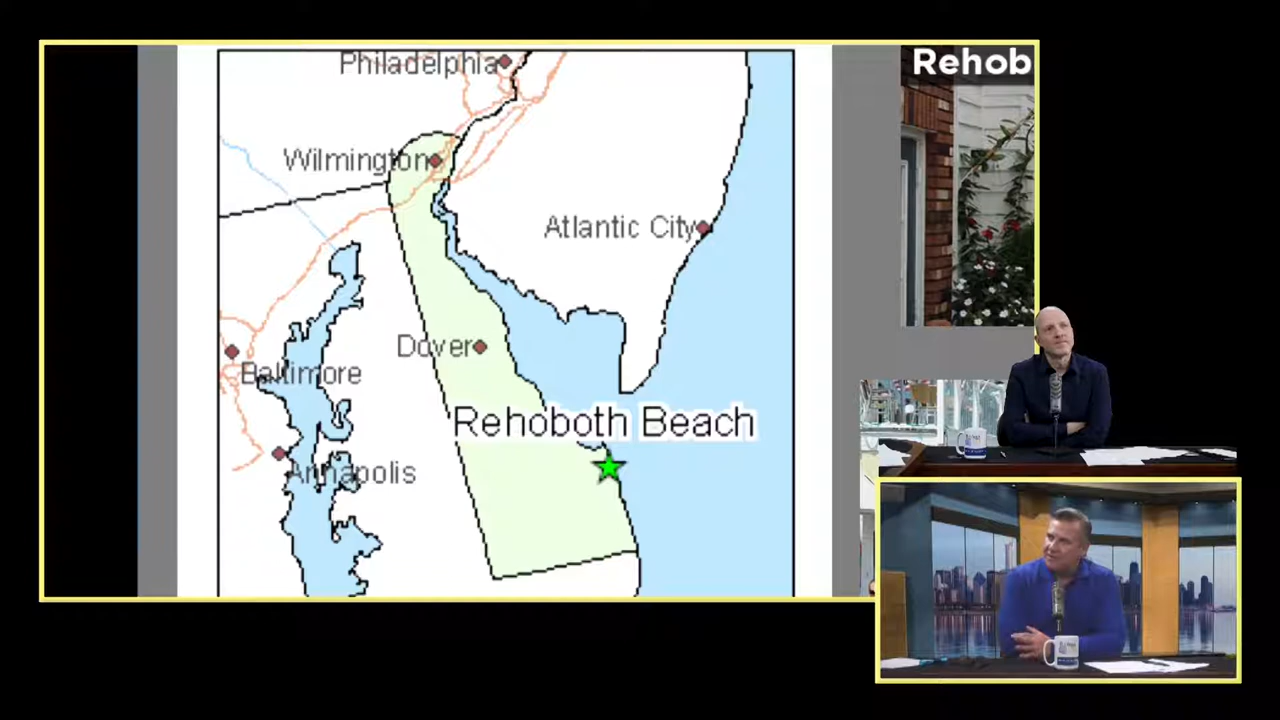 Philadelphia
Rehob
Wilmington
Atlantic City
Dover
Baltimore
Rehoboth Beach
Annapolis